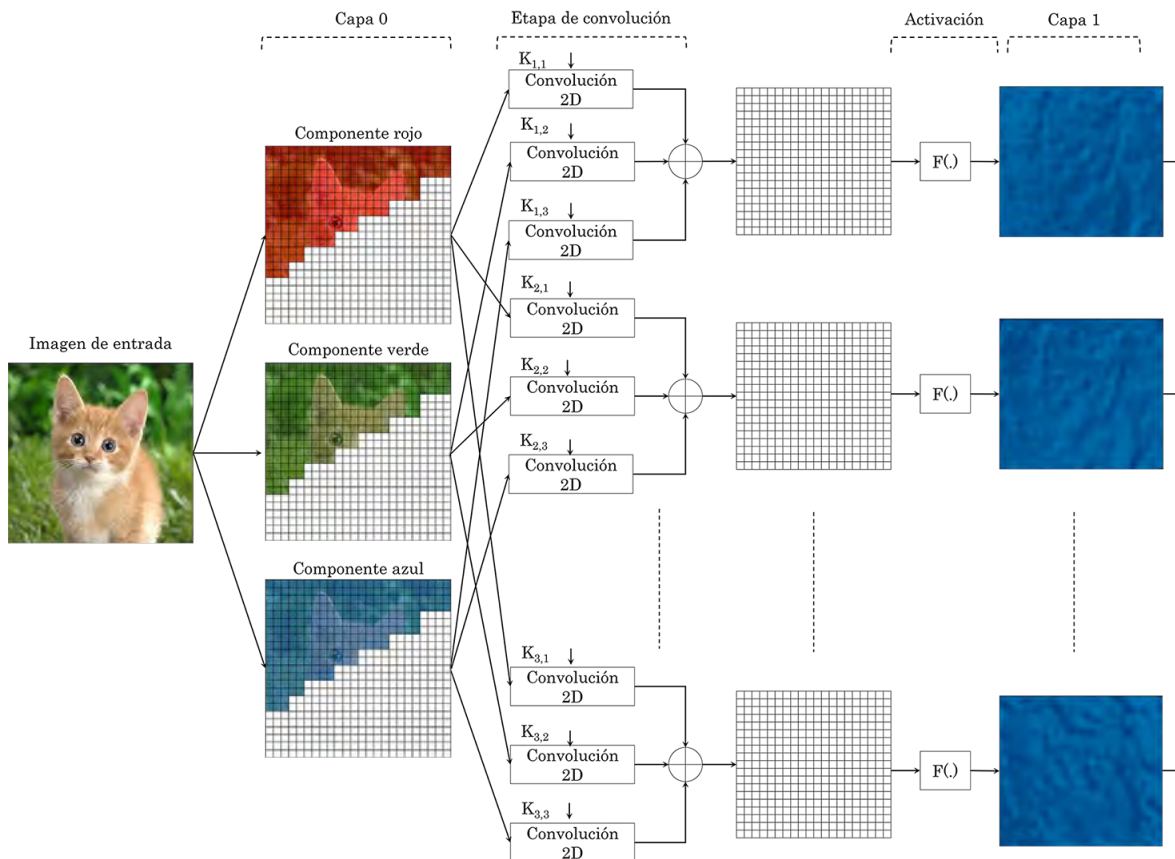 Capa 0
Etapa de convolución
Activación
Capa 1
K1,1
Convolución
2D
Componente rojo
K1,2
Convolución
2D
F(.)
K1,3
Convolución
2D
K2,1
Convolución
2D
Imagen de entrada
Componente verde
K2,2
Convolución
2D
F(.)
K2,3
Convolución
2D
Componente azul
K3,1
Convolución
2D
K3,2
Convolución
2D
F(.)
K3,3
Convolución
2D